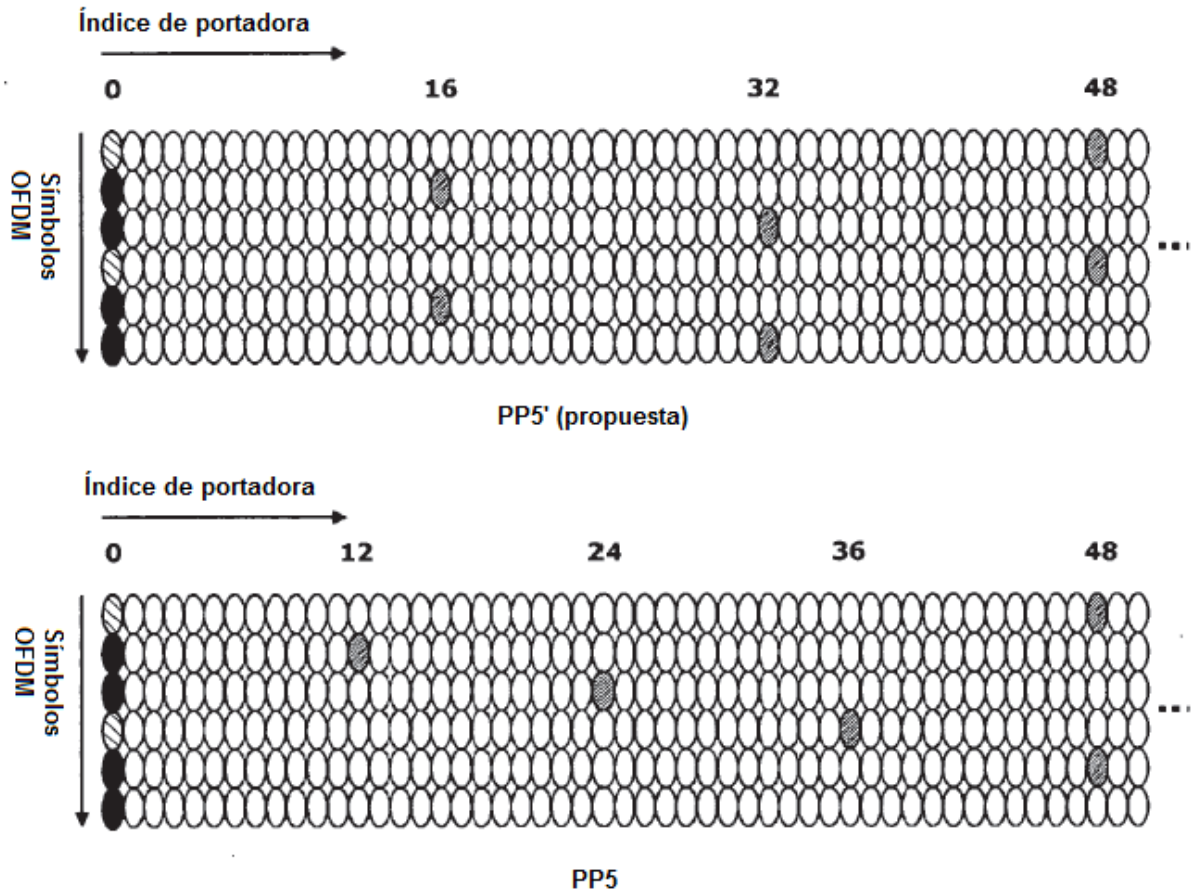 Índice de portadora
0 16 32 48
Símbolos
OFDM
PP5' (propuesta)
Índice de portadora
0 12 24 36 48
Símbolos
OFDM
PP5